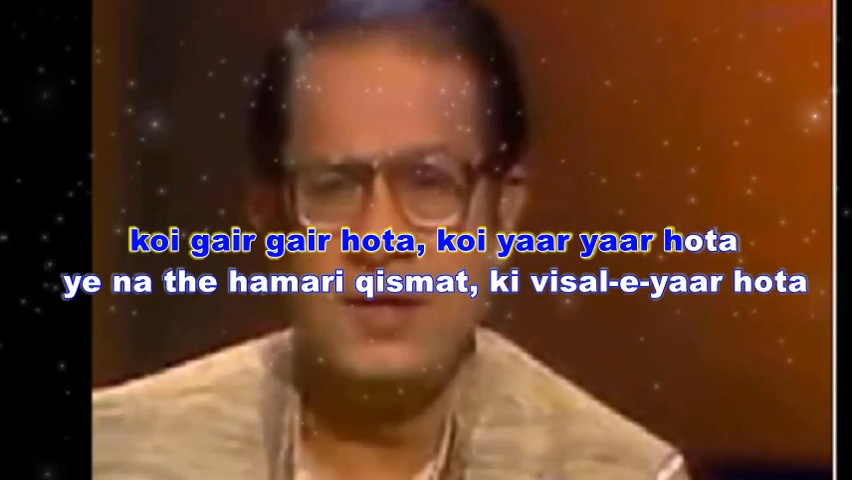 koi gair gair hota, koi yaar yaar hota
ye na the hamari qismat, ki visal-e-yaar hota